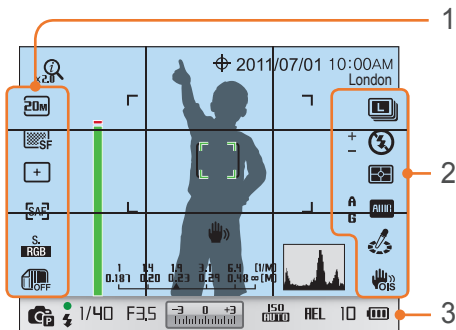 1
x2.0
2011/07/01 10:00AM
London
20M
SF
+
-
SAF
A
G
AWB
S.
RGB
OFF
OIS
2
1 1.4 1.9 3.1 6.4 (1/M)
0.187 0.20 0.23 0.29 0.48 ∞ (M)
P
1/40 F3.5 -3 0 +3 ISO AUTO AEL 10
3